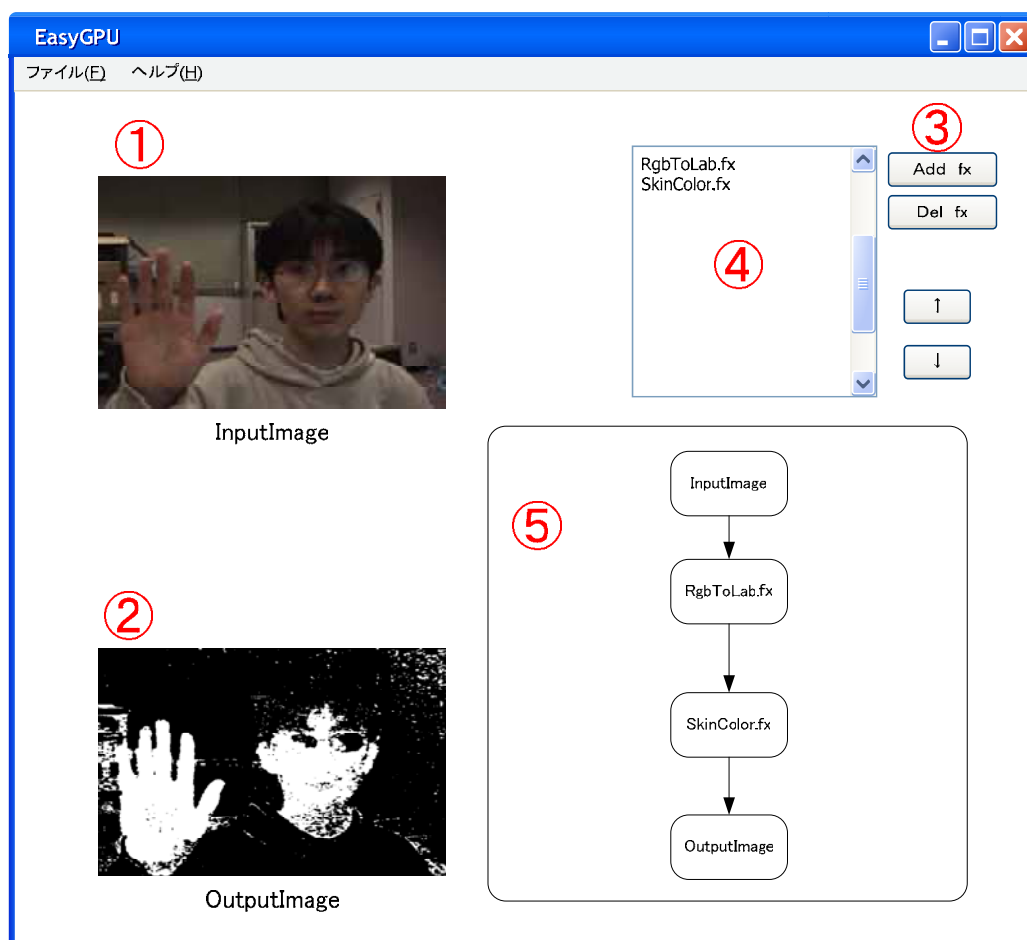 EasyGPU
ファイル(F) ヘルプ(H)
①
③
RgbToLab.fx
SkinColor.fx
Add fx
Del fx
④
↑
↓
InputImage
⑤
InputImage
RgbToLab.fx
SkinColor.fx
OutputImage
②
OutputImage